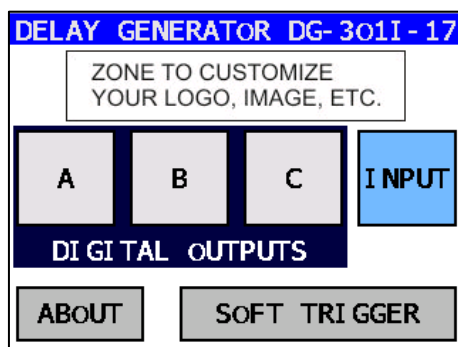 DELAY GENERATOR DG-301I-17
ZONE TO CUSTOMIZE
YOUR LOGO, IMAGE, ETC.
A B C INPUT
DIGITAL OUTPUTS
ABOUT SOFT TRIGGER